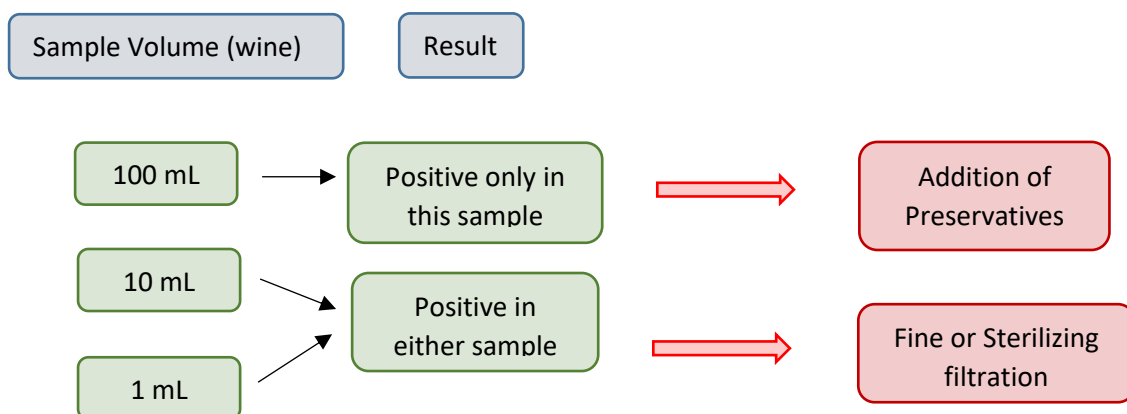 Sample Volume (wine)
Result
100 mL
Positive only in
this sample
Addition of
Preservatives
10 mL
Positive in
either sample
Fine or Sterilizing
filtration
1 mL